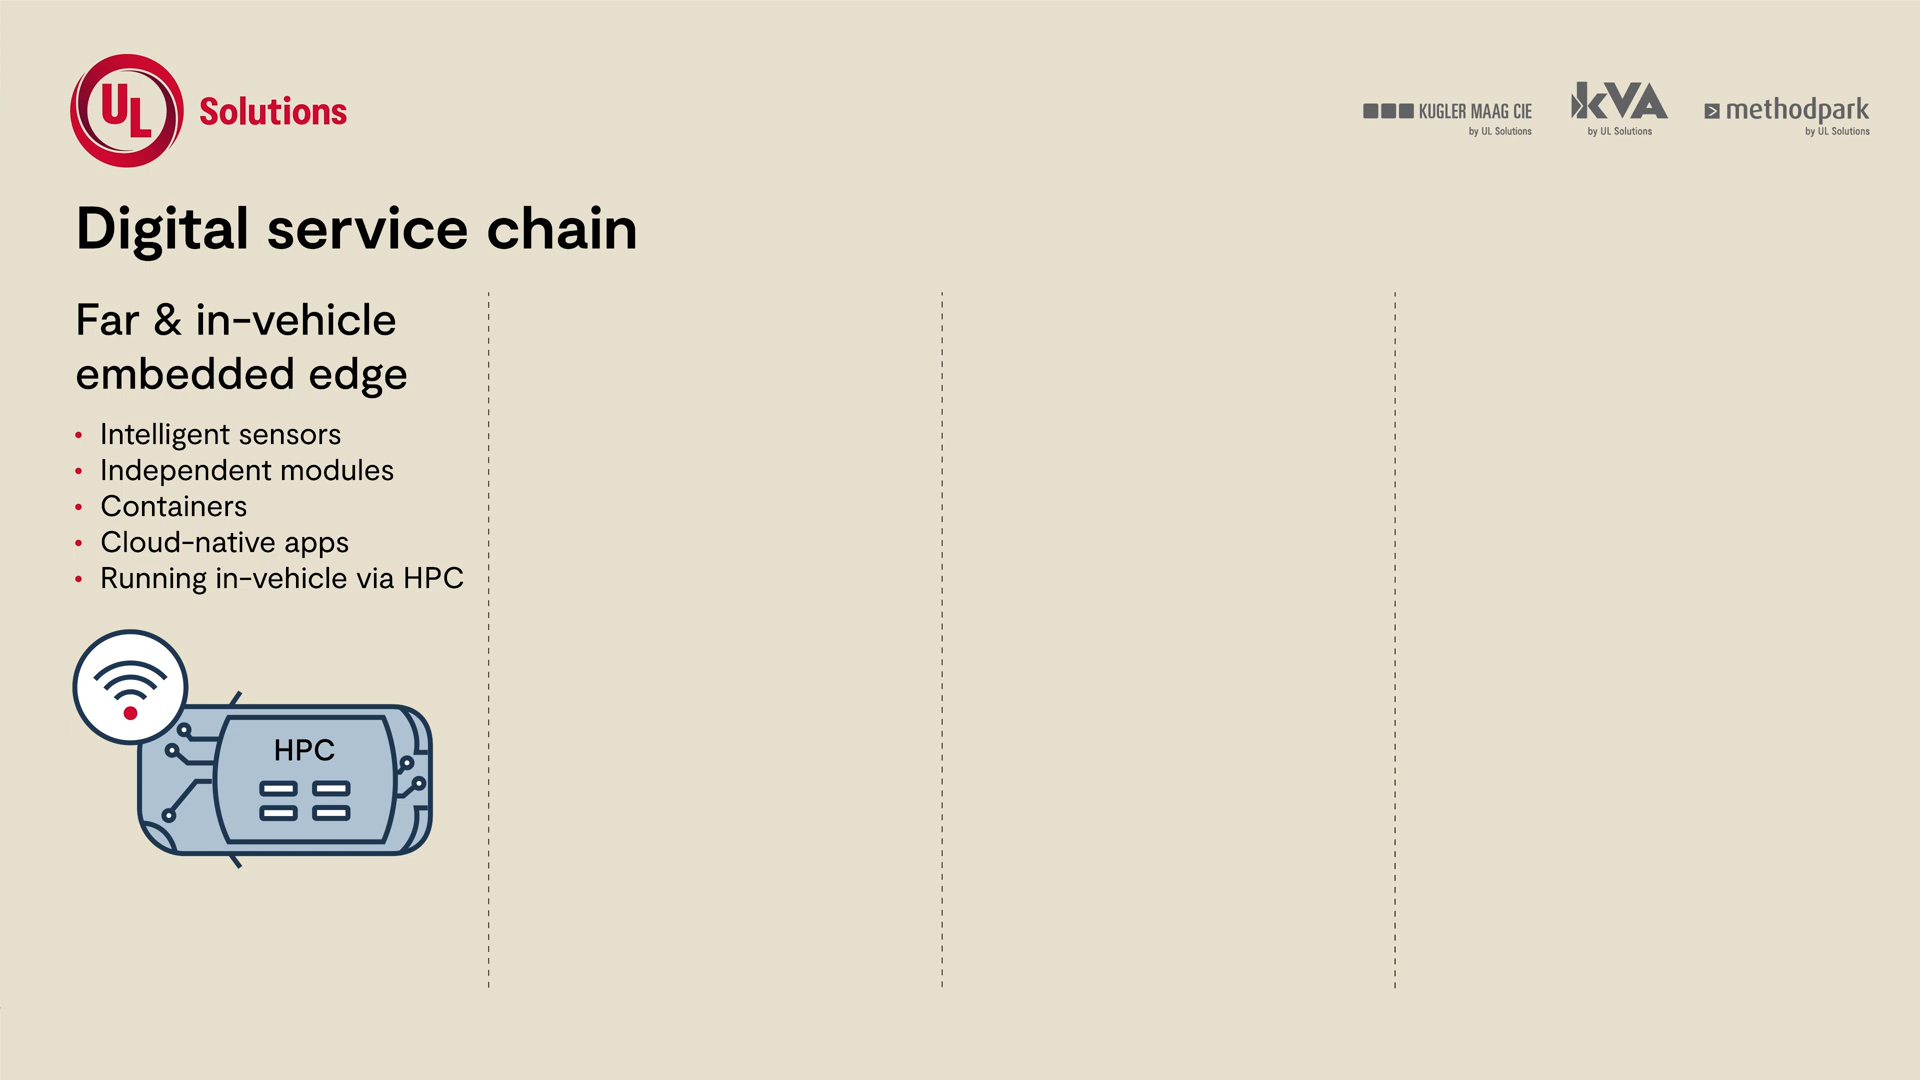 UL Solutions
KUGLER MAAG CIE
by UL Solutions
kVA
by UL Solutions
methodpark
by UL Solutions
Digital service chain
Far & in-vehicle
embedded edge
• Intelligent sensors
• Independent modules
• Containers
• Cloud-native apps
• Running in-vehicle via HPC
HPC